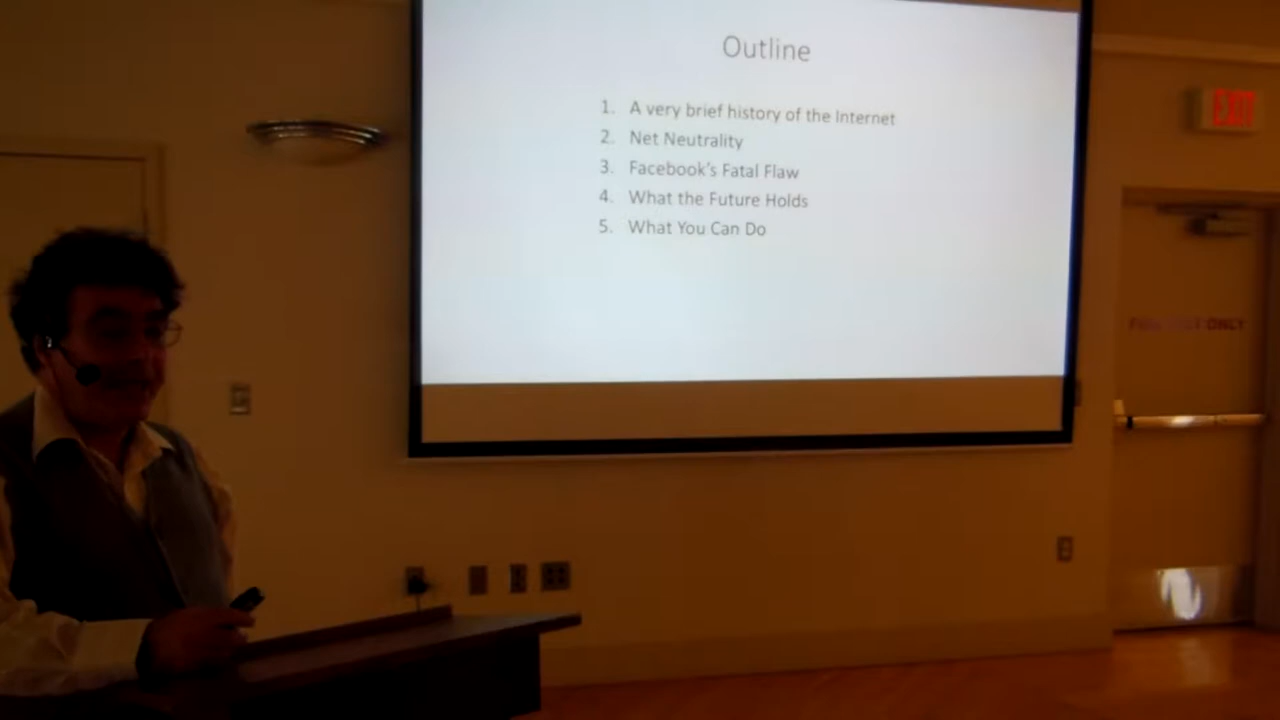 Outline
1. A very brief history of the Internet
2. Net Neutrality
3. Facebook's Fatal Flaw
4. What the Future Holds
5. What You Can Do
EXIT
ONLY